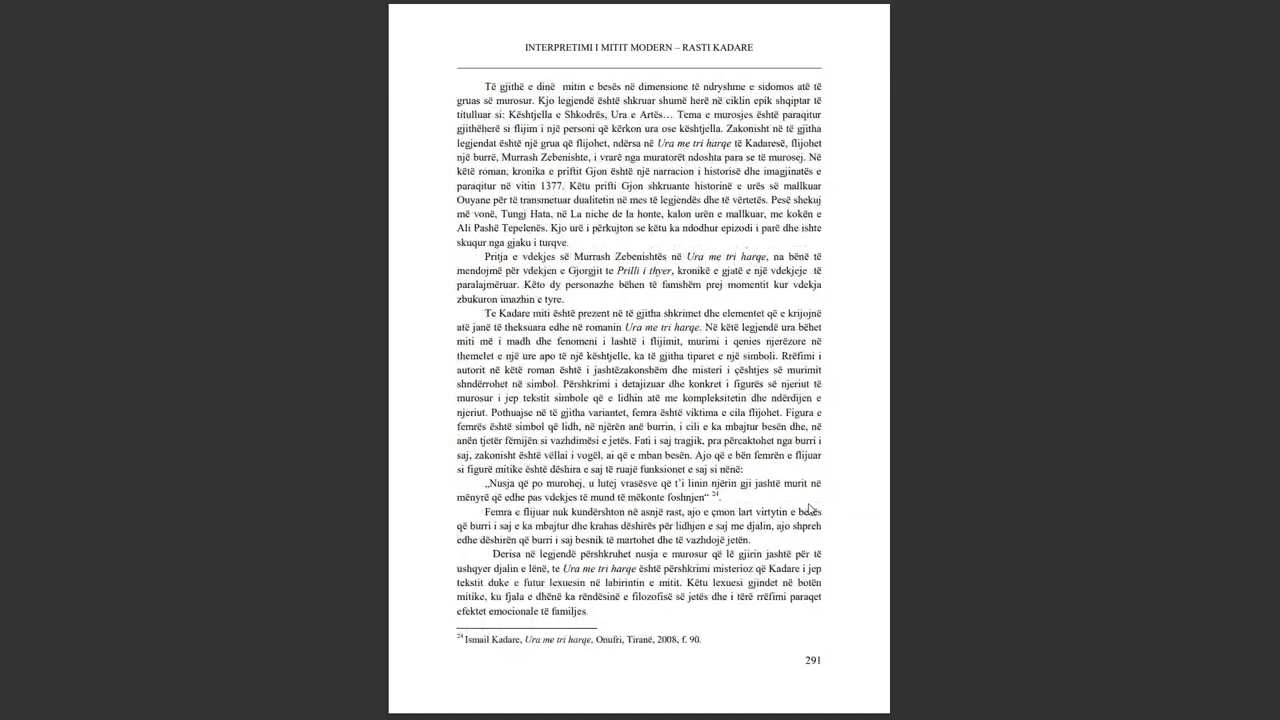 INTERPRETIMI I MITIT MODERN – RASTI KADARE
Të gjithë e dinë mitin e besës në dimensione të ndryshme e sidomos atë të
gruas së murosur. Kjo legjendë është shkruar shumë herë në ciklin epik shqiptar të
titulluar si: Kështjella e Shkodrës, Ura e Artës… Tema e murosjes është paraqitur
gjithëherë si flijim i një personi që kërkon ura ose kështjella. Zakonisht në të gjitha
legjendat është një grua që flijohet, ndërsa në Ura me tri harqe të Kadaresë, flijohet
një burrë, Murrash Zebenishte, i vrarë nga muratorët ndoshta para se të murosej. Në
këtë roman, kronika e priftit Gjon është një narracion i historisë dhe imagjinatës e
paraqitur në vitin 1377. Këtu prifti Gjon shkruante historinë e urës së mallkuar
Ouyane për të transmetuar dualitetin në mes të legjendës dhe të vërtetës. Pesë shekuj
më vonë, Tungj Hata, në La niche de la honte, kalon urën e mallkuar, me kokën e
Ali Pashë Tepelenës. Kjo urë i përkujton se këtu ka ndodhur epizodi i parë dhe ishte
skuqur nga gjaku i turqve.
Pritja e vdekjes së Murrash Zebenishtës në Ura me tri harqe, na bënë të
mendojmë për vdekjen e Gjorgjit te Prilli i thyer, kronikë e gjatë e një vdekjeje të
paralajmëruar. Këto dy personazhe bëhen të famshëm prej momentit kur vdekja
zbukuron imazhin e tyre.
Te Kadare miti është prezent në të gjitha shkrimet dhe elementet që e krijojnë
atë janë të theksuara edhe në romanin Ura me tri harqe. Në këtë legjendë ura bëhet
miti më i madh dhe fenomeni i lashtë i flijimit, murimi i qenies njerëzore në
themelet e një ure apo të një kështjelle, ka të gjitha tiparet e një simboli. Rrëfimi i
autorit në këtë roman është i jashtëzakonshëm dhe misteri i çështjes së murimit
shndërrohet në simbol. Përshkrimi i detajizuar dhe konkret i figurës së njeriut të
murosur i jep tekstit simbole që e lidhin atë me kompleksitetin dhe ndërdijen e
njeriut. Pothuajse në të gjitha variantet, femra është viktima e cila flijohet. Figura e
femrës është simbol që lidh, në njërën anë burrin, i cili e ka mbajtur besën dhe, në
anën tjetër fëmijën si vazhdimësi e jetës. Fati i saj tragjik, pra përcaktohet nga burri i
saj, zakonisht është vëllai i vogël, ai që e mban besën. Ajo që e bën femrën e flijuar
si figurë mitike është dëshira e saj të ruajë funksionet e saj si nënë:
„Nusja që po murohej, u lutej vrasësve që t’i linin njërin gji jashtë murit në
mënyrë që edhe pas vdekjes të mund të mëkonte foshnjen“ 24.
Femra e flijuar nuk kundërshton në asnjë rast, ajo e çmon lart virtytin e besës
që burri i saj e ka mbajtur dhe krahas dëshirës për lidhjen e saj me djalin, ajo shpreh
edhe dëshirën që burri i saj besnik të martohet dhe të vazhdojë jetën.
Derisa në legjendë përshkruhet nusja e murosur që lë gjirin jashtë për të
ushqyer djalin e lënë, te Ura me tri harqe është përshkrimi misterioz që Kadare i jep
tekstit duke e futur lexuesin në labirintin e mitit. Këtu lexuesi gjindet në botën
mitike, ku fjala e dhënë ka rëndësinë e filozofisë së jetës dhe i tërë rrëfimi paraqet
efektet emocionale të familjes.
24 Ismail Kadare, Ura me tri harqe, Onufri, Tiranë, 2008, f. 90.
291